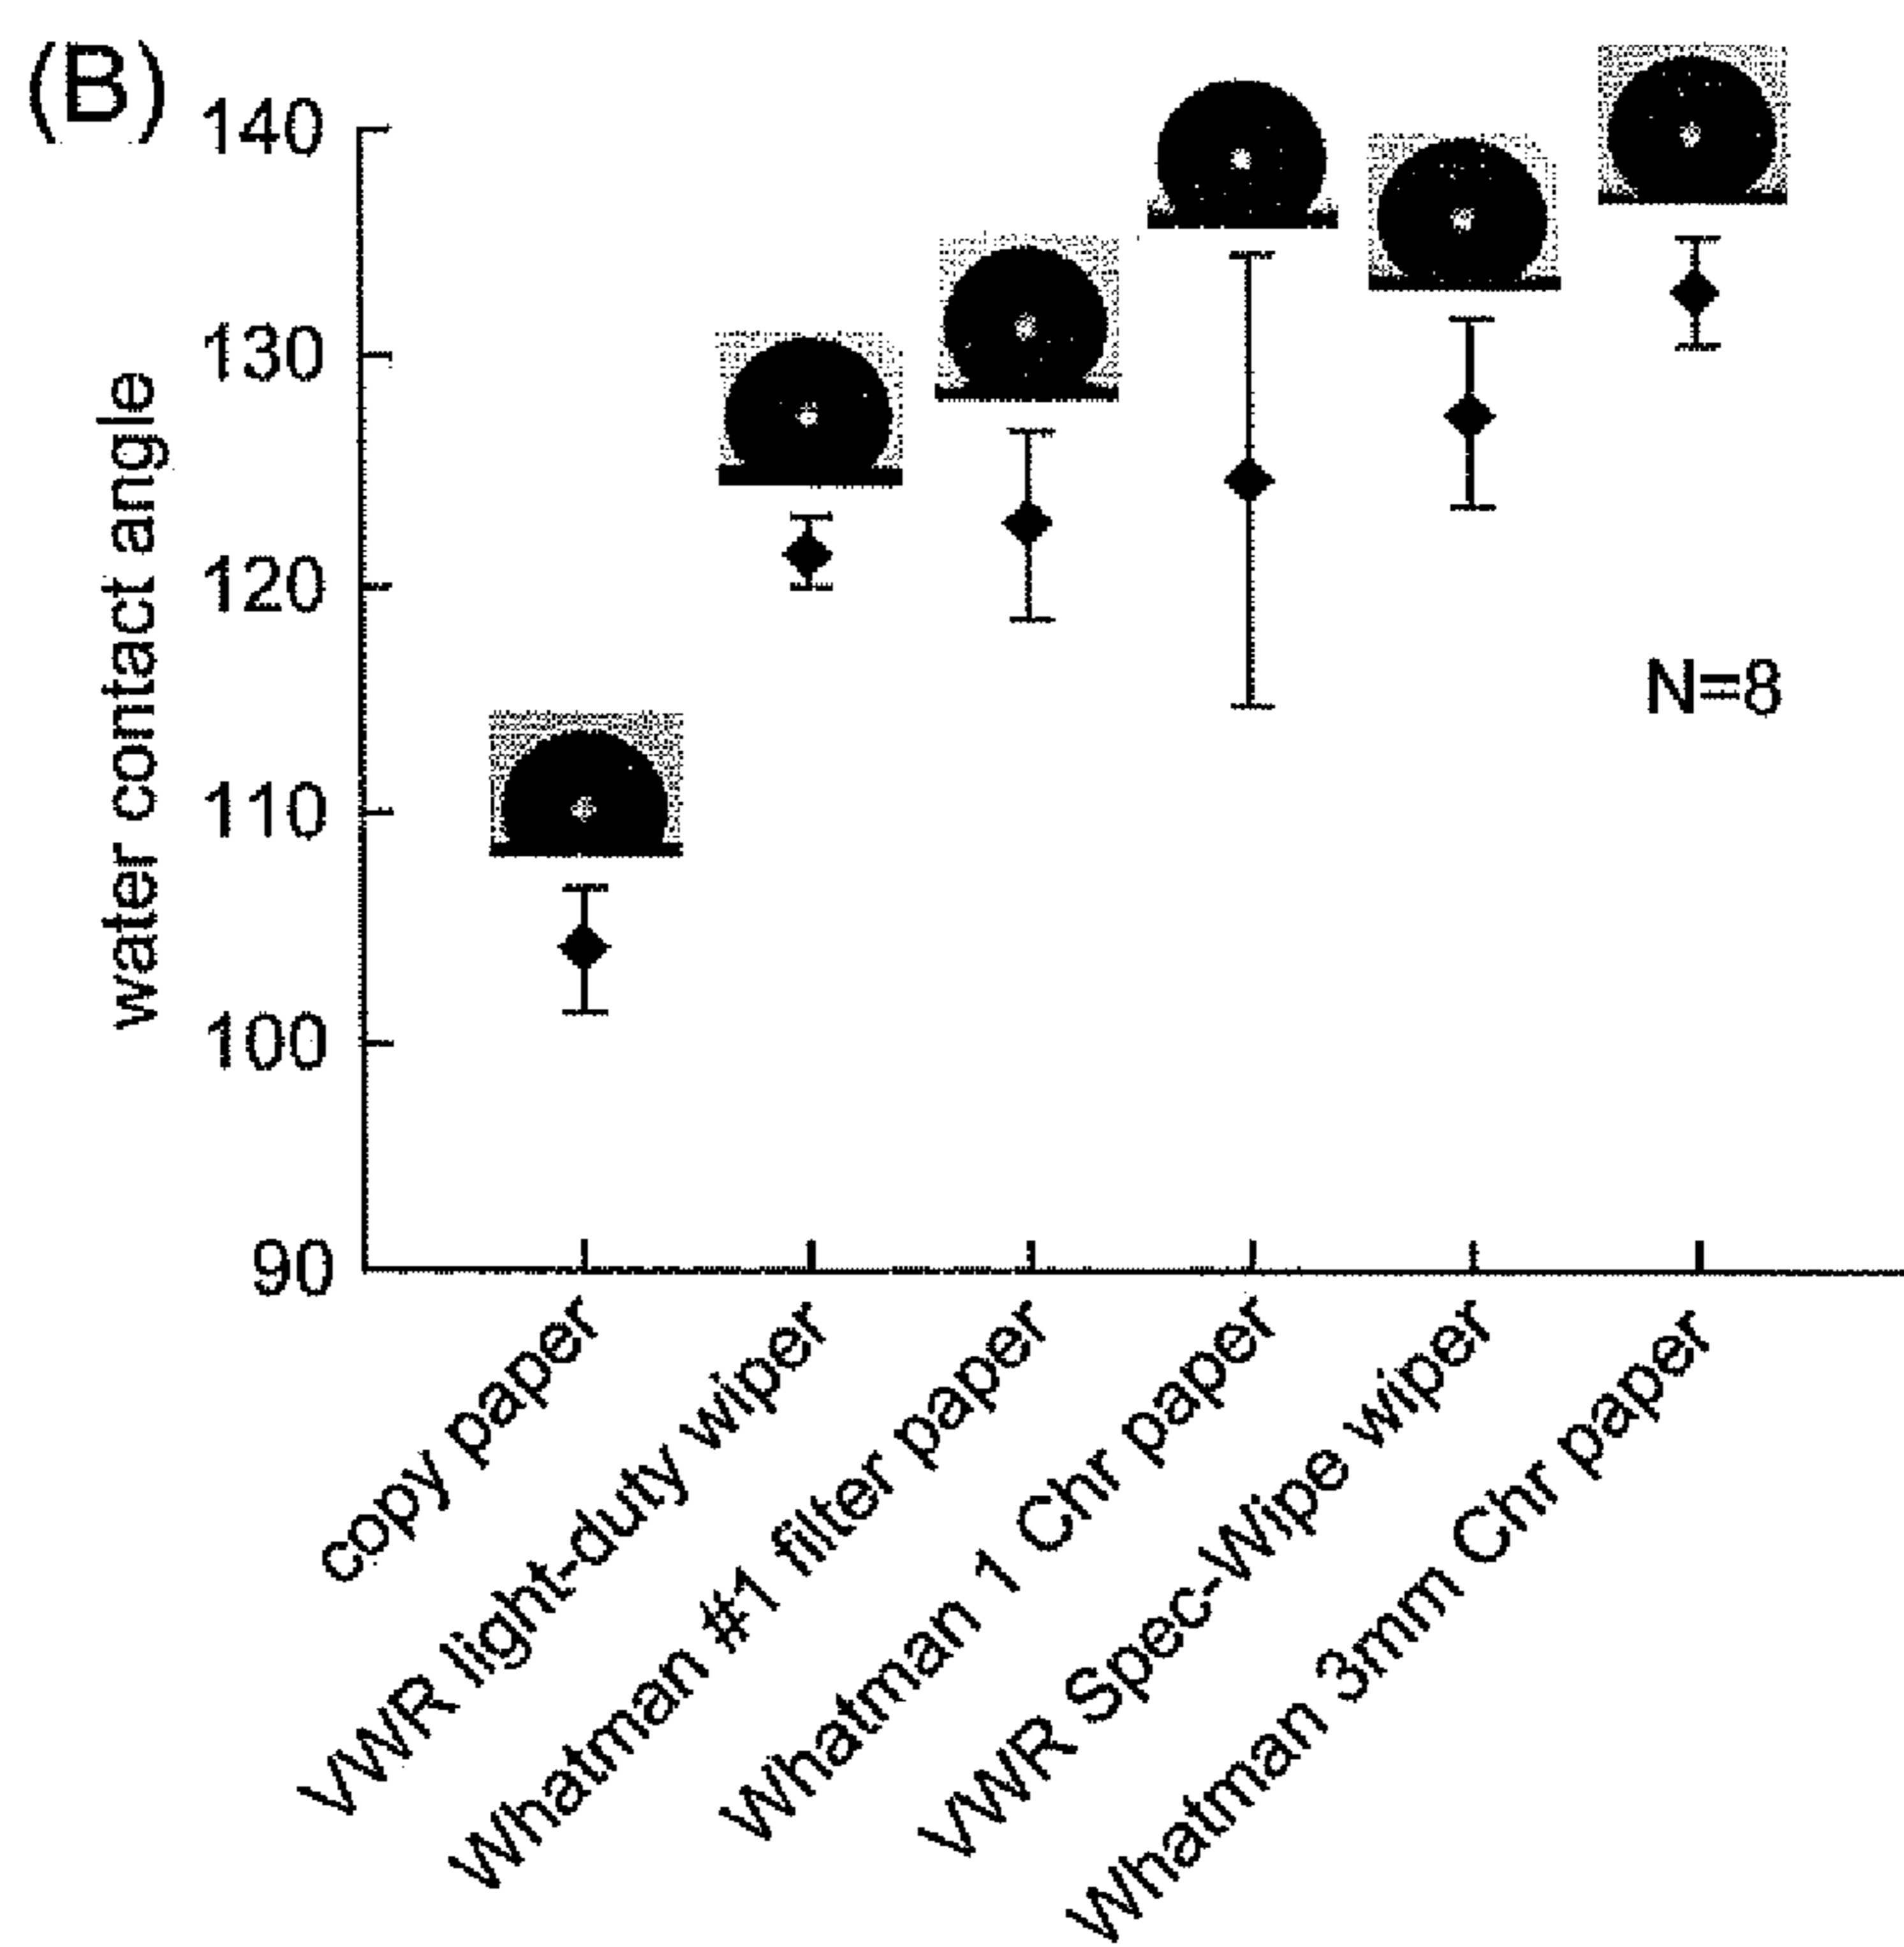 (B)
140
130
120
110
100
90
water contact angle
N=8
copy paper
VWR light-duty wiper
Whatman #1 filter paper
Whatman 1 Chr paper
VWR Spec-Wipe wiper
Whatman 3mm Chr paper